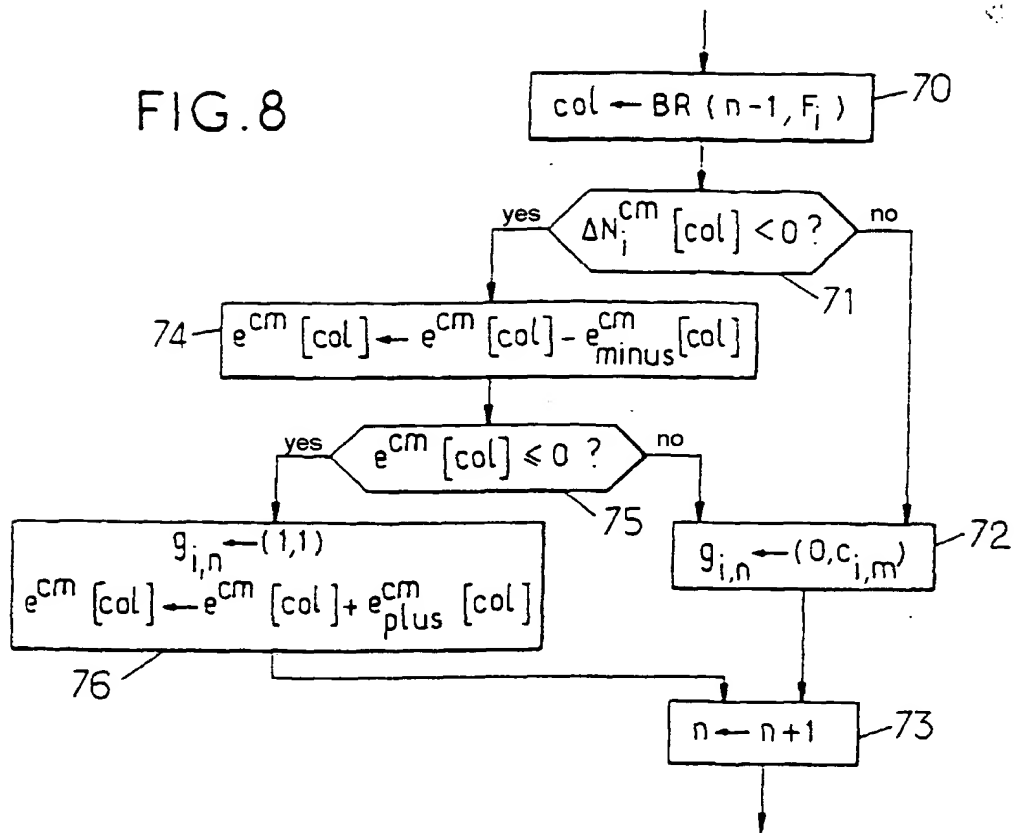 FIG.8
70
col ← BR (n-1, F_i)
yes
ΔN_i^cm [col] < 0 ?
no
71
74
e^cm [col] ← e^cm [col] - e_minus^cm [col]
yes
e^cm [col] ⩽ 0 ?
no
75
72
g_i,n ← (1,1)
e^cm [col] ← e^cm [col] + e_plus^cm [col]
g_i,n ← (0, c_i,m)
76
n ← n+1
73